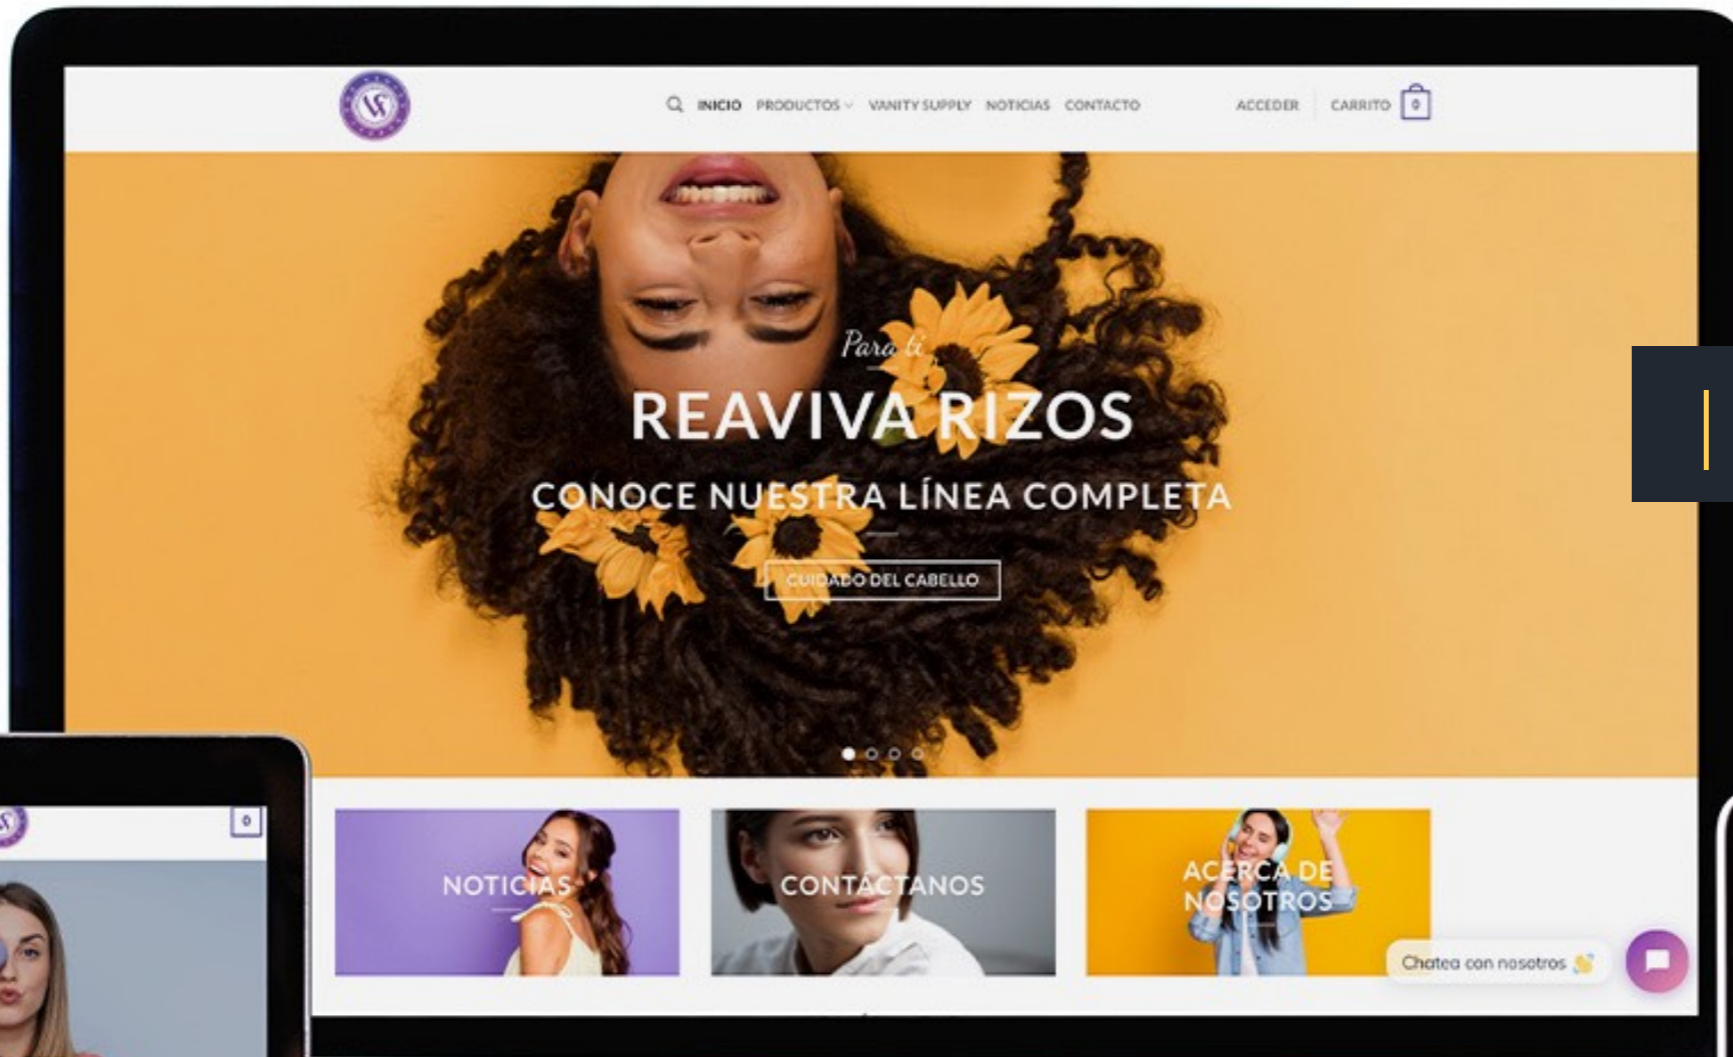 INICIO PRODUCTOS VANITY SUPPLY NOTICIAS CONTACTO ACCEDER CARRITO 0
Para ti
REAVIVA RIZOS
CONOCE NUESTRA LÍNEA COMPLETA
CUIDADO DEL CABELLO
0
NOTICIAS
CONTÁCTANOS
ACERCA DE
NOSOTROS
Chatea con nosotros 👋